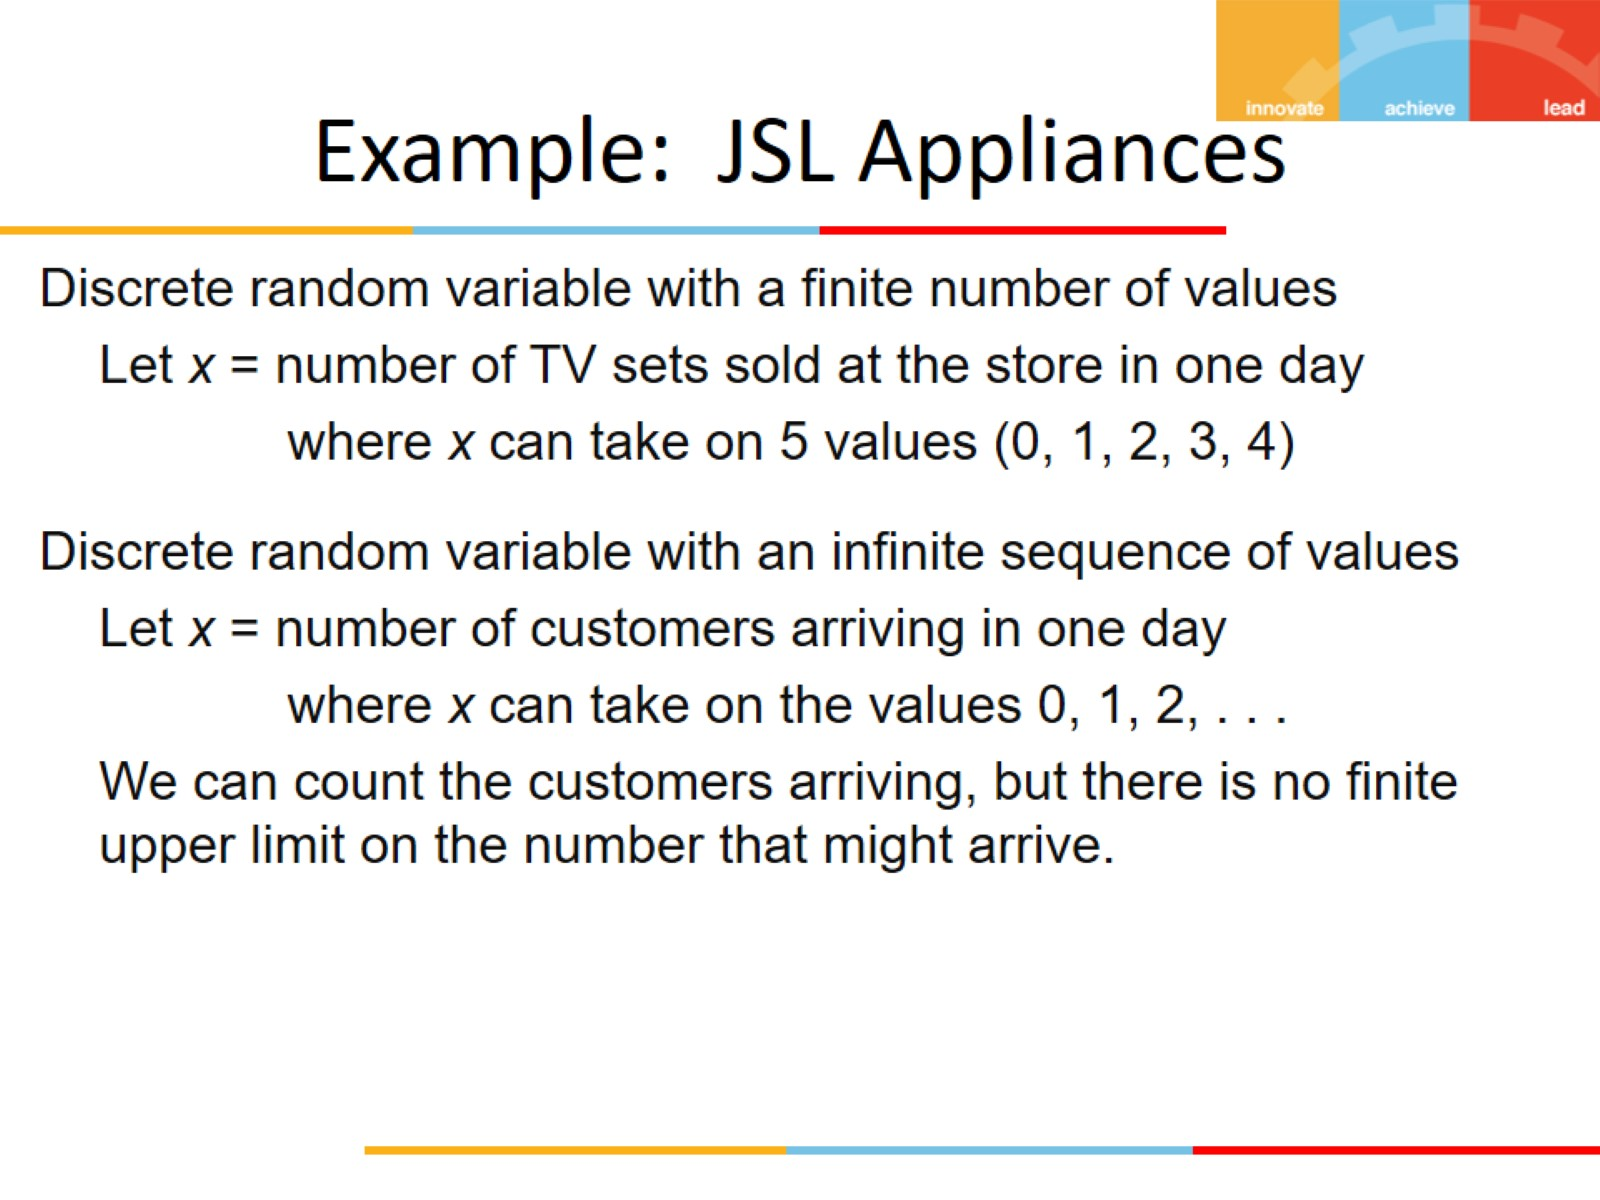 innovate achieve lead
Example: JSL Appliances
Discrete random variable with a finite number of values
Let x = number of TV sets sold at the store in one day
where x can take on 5 values (0, 1, 2, 3, 4)
Discrete random variable with an infinite sequence of values
Let x = number of customers arriving in one day
where x can take on the values 0, 1, 2, . . .
We can count the customers arriving, but there is no finite
upper limit on the number that might arrive.